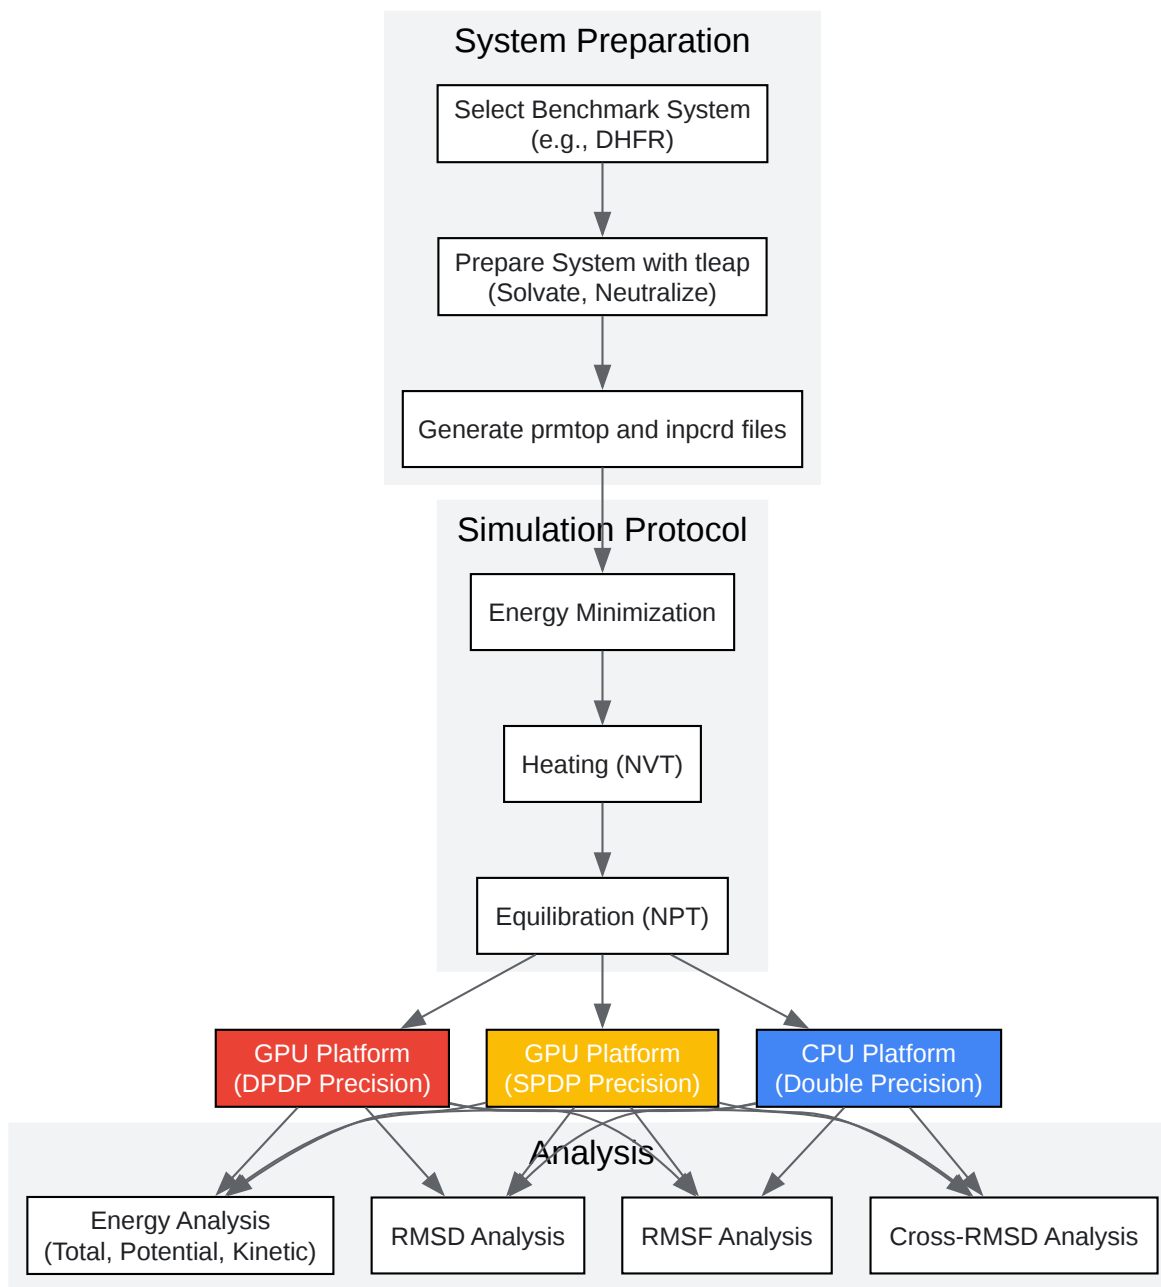 System Preparation
Select Benchmark System
(e.g., DHFR)
Prepare System with tleap
(Solvate, Neutralize)
Generate prmtop and inpcrd files
Simulation Protocol
Energy Minimization
Heating (NVT)
Equilibration (NPT)
GPU Platform
(DPDP Precision)
GPU Platform
(SPDP Precision)
CPU Platform
(Double Precision)
Analysis
Energy Analysis
(Total, Potential, Kinetic)
RMSD Analysis
RMSF Analysis
Cross-RMSD Analysis